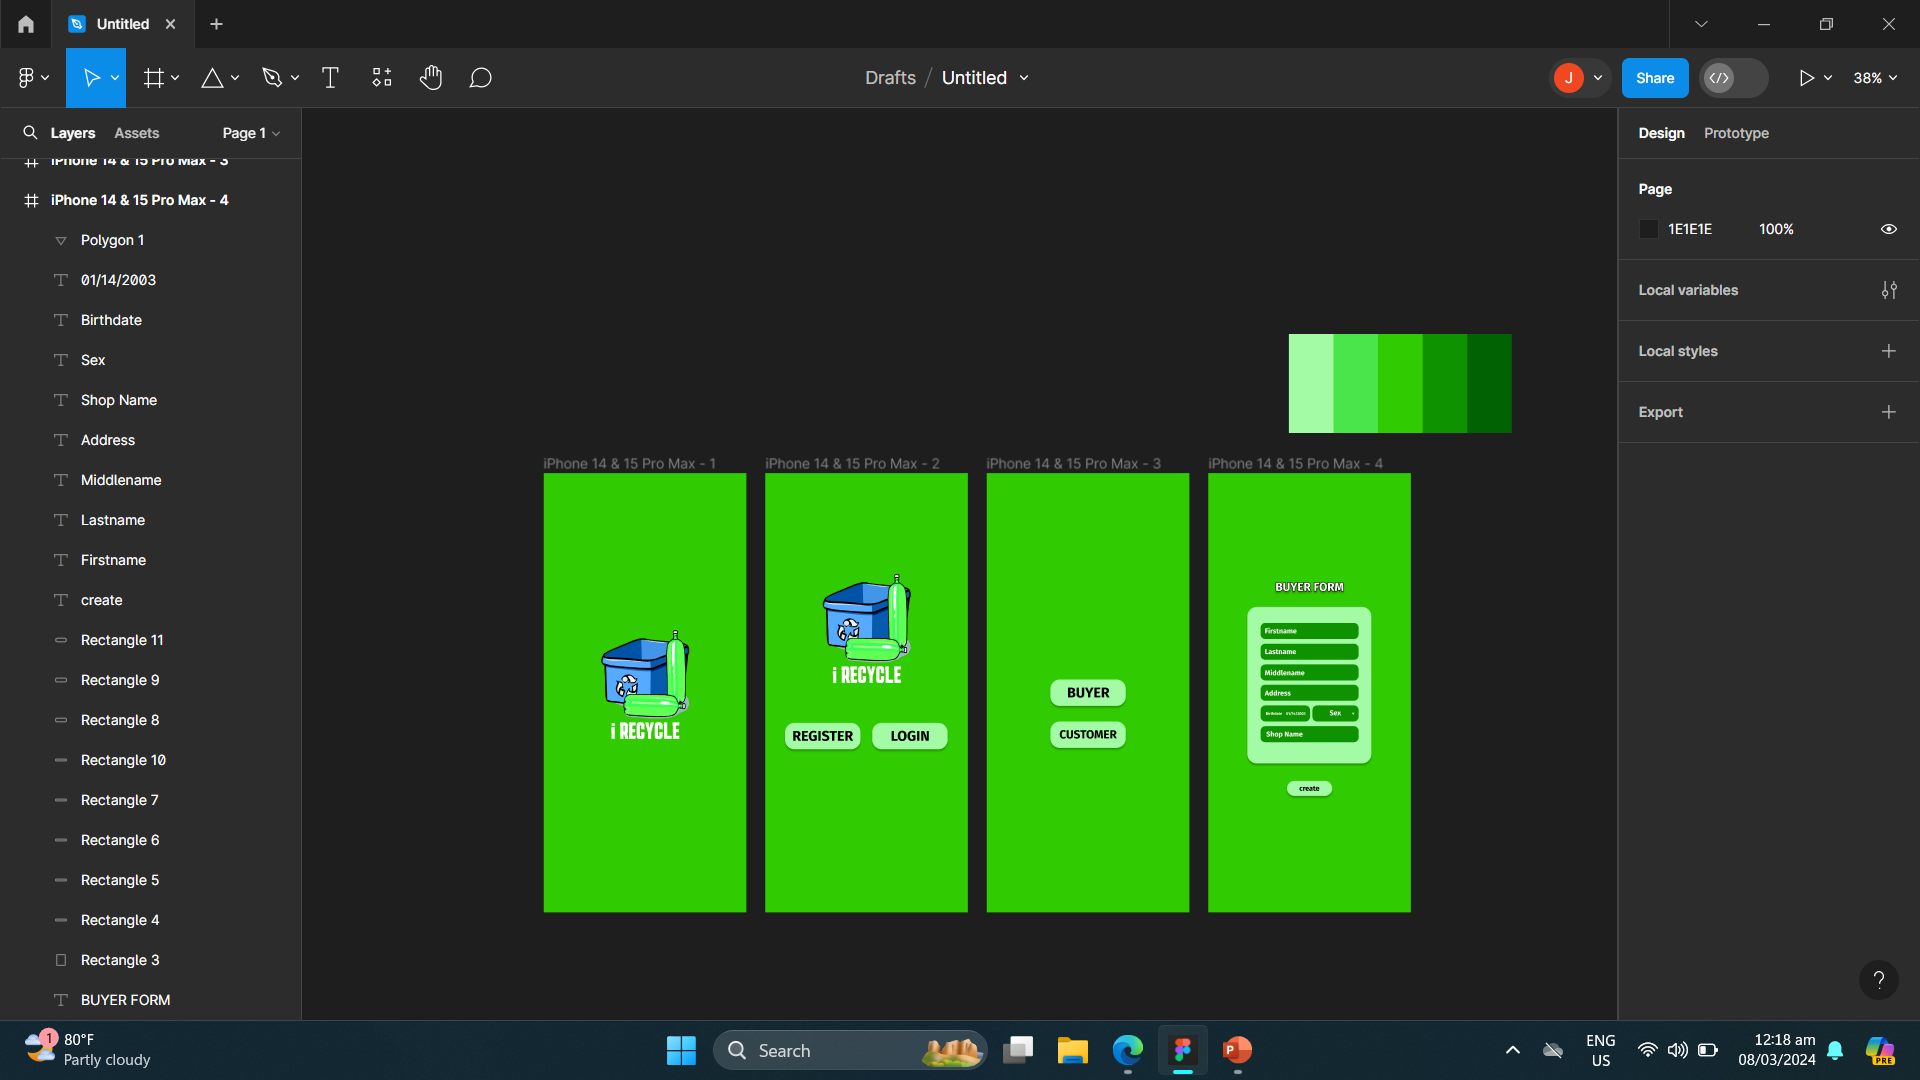 Untitled
Drafts / Untitled
J
Share
38%
Layers
Assets
Page 1
iPhone 14 & 15 Pro Max - 3
iPhone 14 & 15 Pro Max - 4
Polygon 1
01/14/2003
Birthdate
Sex
Shop Name
Address
Middlename
Lastname
Firstname
create
Rectangle 11
Rectangle 9
Rectangle 8
Rectangle 10
Rectangle 7
Rectangle 6
Rectangle 5
Rectangle 4
Rectangle 3
BUYER FORM
iPhone 14 & 15 Pro Max - 1
i RECYCLE
iPhone 14 & 15 Pro Max - 2
i RECYCLE
REGISTER
LOGIN
iPhone 14 & 15 Pro Max - 3
BUYER
CUSTOMER
iPhone 14 & 15 Pro Max - 4
BUYER FORM
Firstname
Lastname
Middlename
Address
Birthdate 01/14/2003
Sex
Shop Name
create
Design
Prototype
Page
1E1E1E
100%
Local variables
Local styles
Export
?
1
80°F
Partly cloudy
Search
P
ENG
US
12:18 am
08/03/2024
PRE